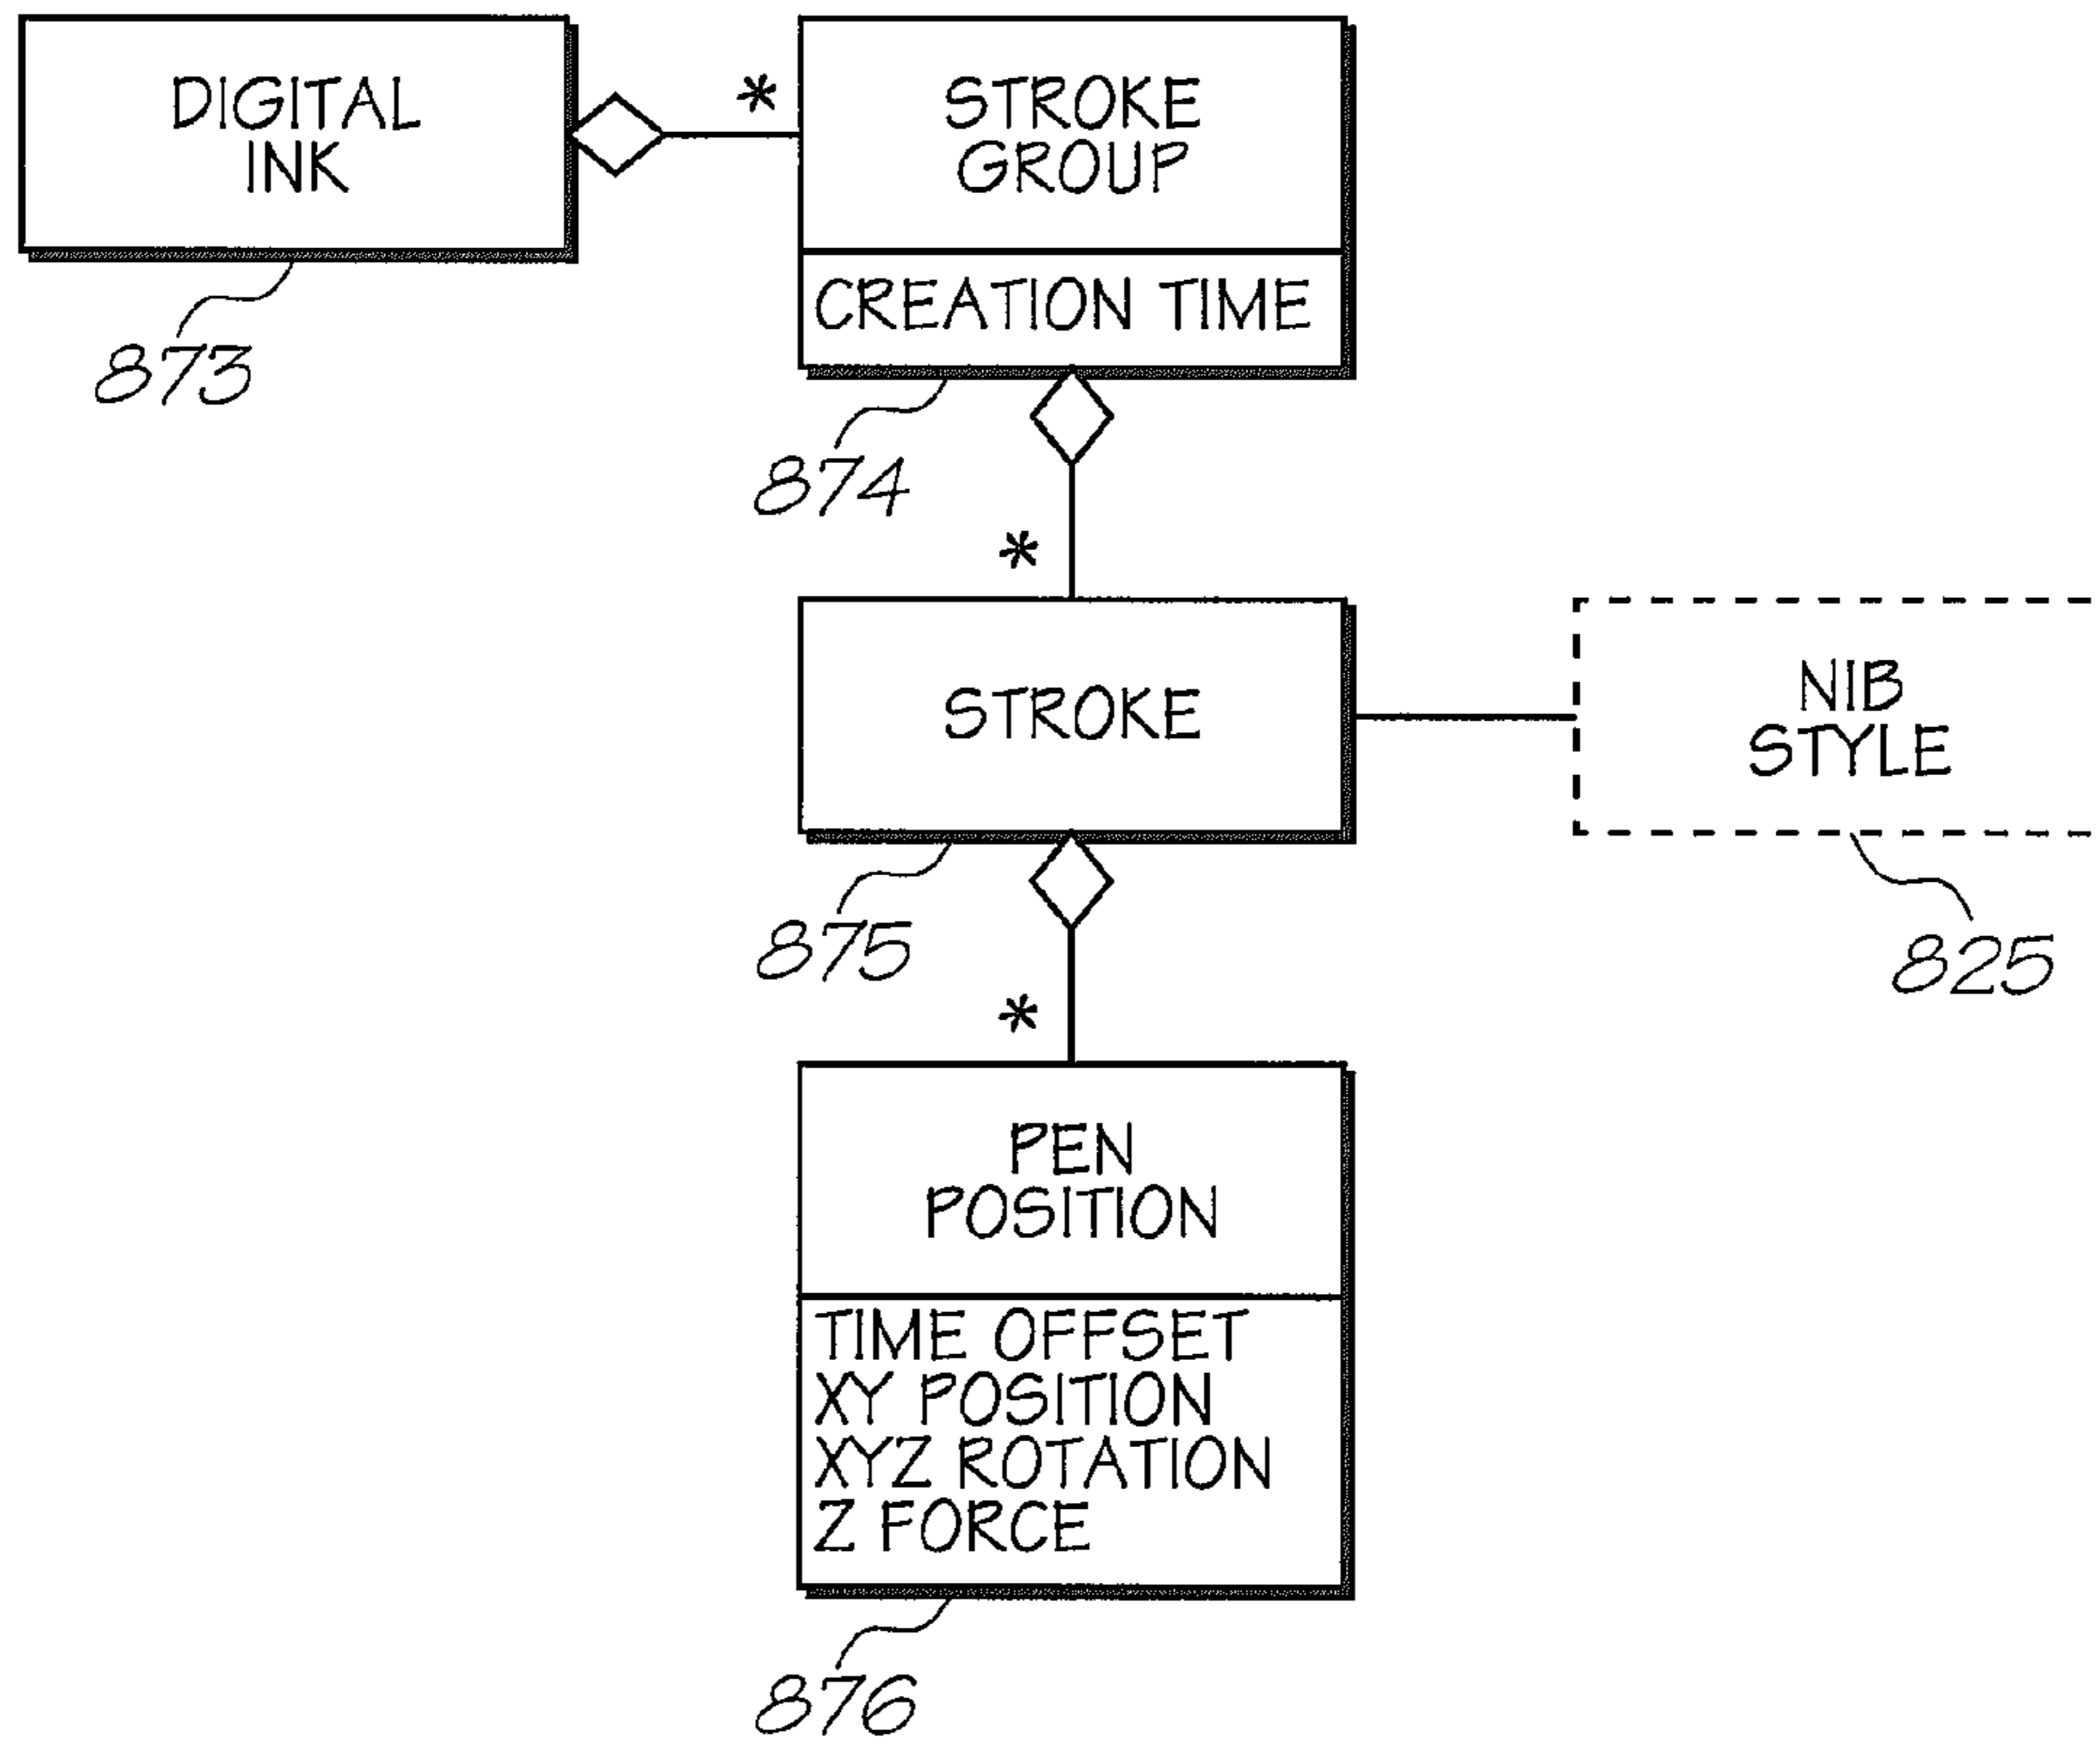 DIGITAL
INK
*
STROKE
GROUP
CREATION TIME
873
874
*
STROKE
NIB
STYLE
875
825
*
PEN
POSITION
TIME OFFSET
XY POSITION
XYZ ROTATION
Z FORCE
876